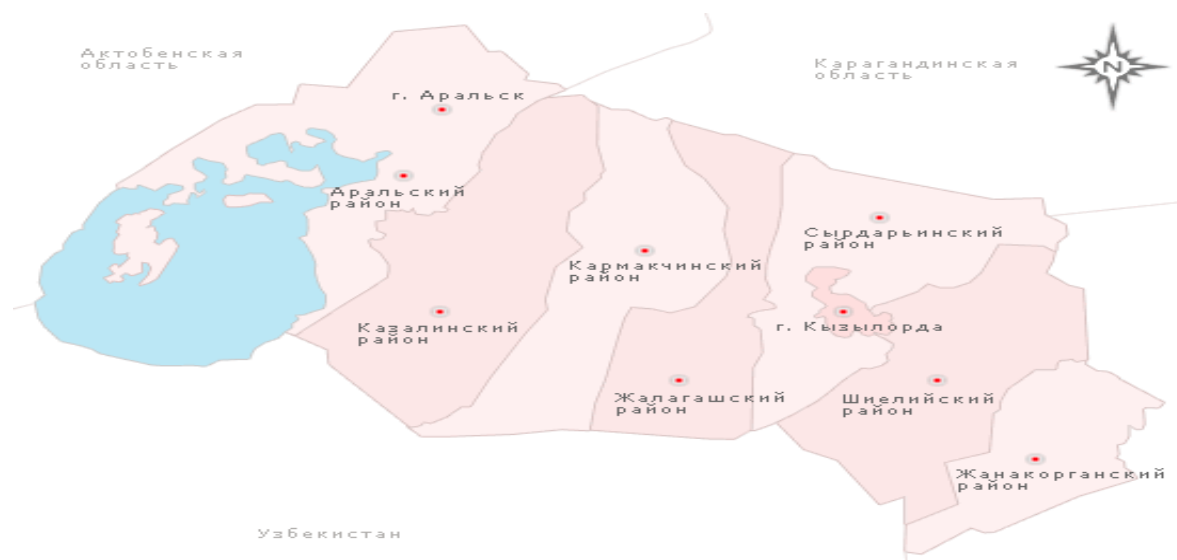 Актобенская
область
Карагандинская
область
N
г. Аральск
Аральский
район
Сырдарьинский
район
Кармакчинский
район
Казалинский
район
г. Кызылорда
Жалагашский
район
Шиелийский
район
Жанакорганский
район
Узбекистан